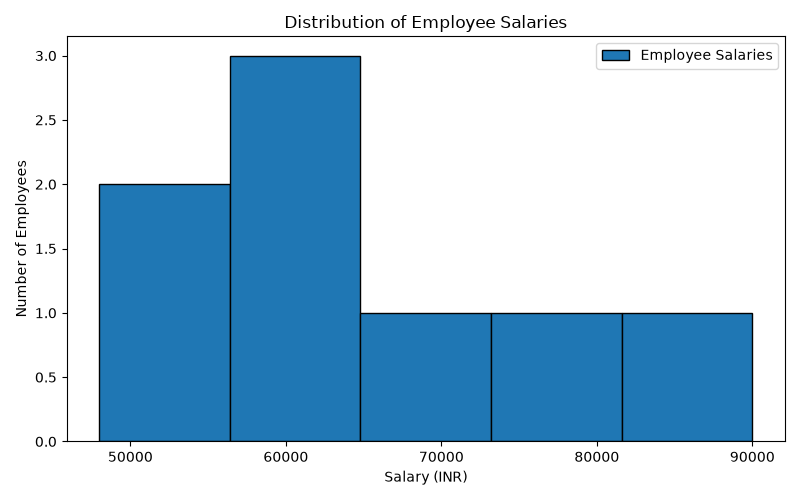 Distribution of Employee Salaries
Employee Salaries
Number of Employees
3.0
2.5
2.0
1.5
1.0
0.5
0.0
50000 60000 70000 80000 90000
Salary (INR)